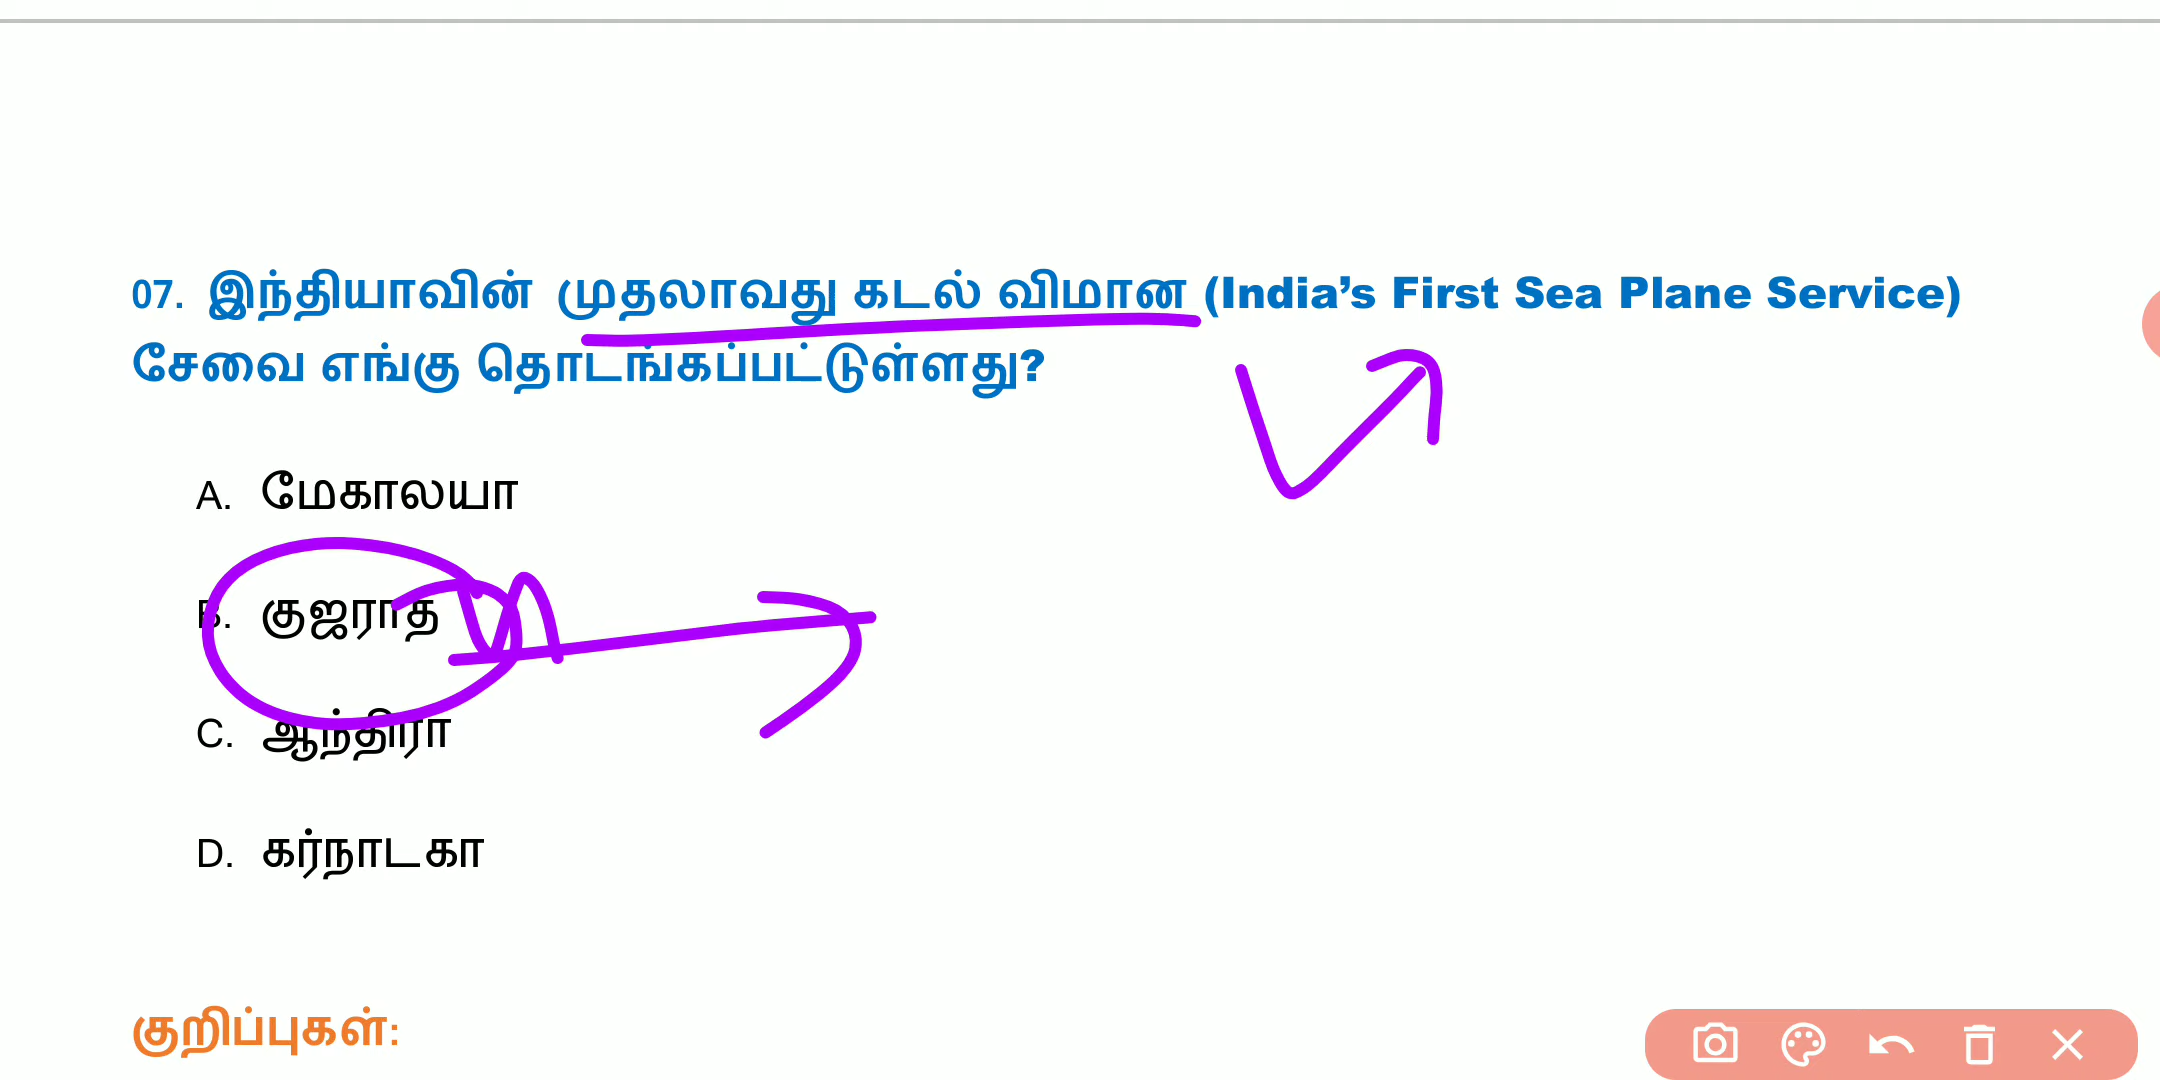 07. இந்தியாவின் முதலாவது கடல் விமான (India’s First Sea Plane Service)
சேவை எங்கு தொடங்கப்பட்டுள்ளது?
A. மேகாலயா
B. குஜராத
C. ஆந்திரா
D. கர்நாடகா
குறிப்புகள்: